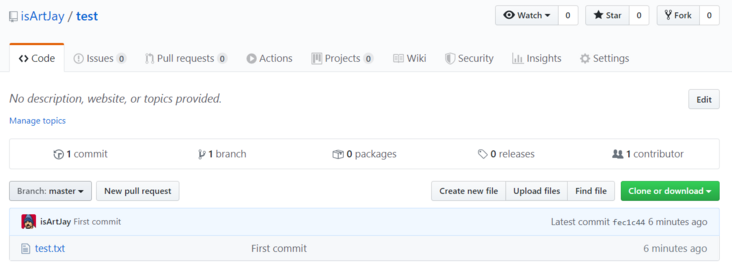 isArtJay / test Watch 0 Star 0 Fork 0
Code Issues 0 Pull requests 0 Actions Projects 0 Wiki Security Insights Settings
No description, website, or topics provided. Edit
Manage topics
1 commit 1 branch 0 packages 0 releases 1 contributor
Branch: master New pull request Create new file Upload files Find file Clone or download
isArtJay First commit Latest commit fec1c44 6 minutes ago
test.txt First commit 6 minutes ago